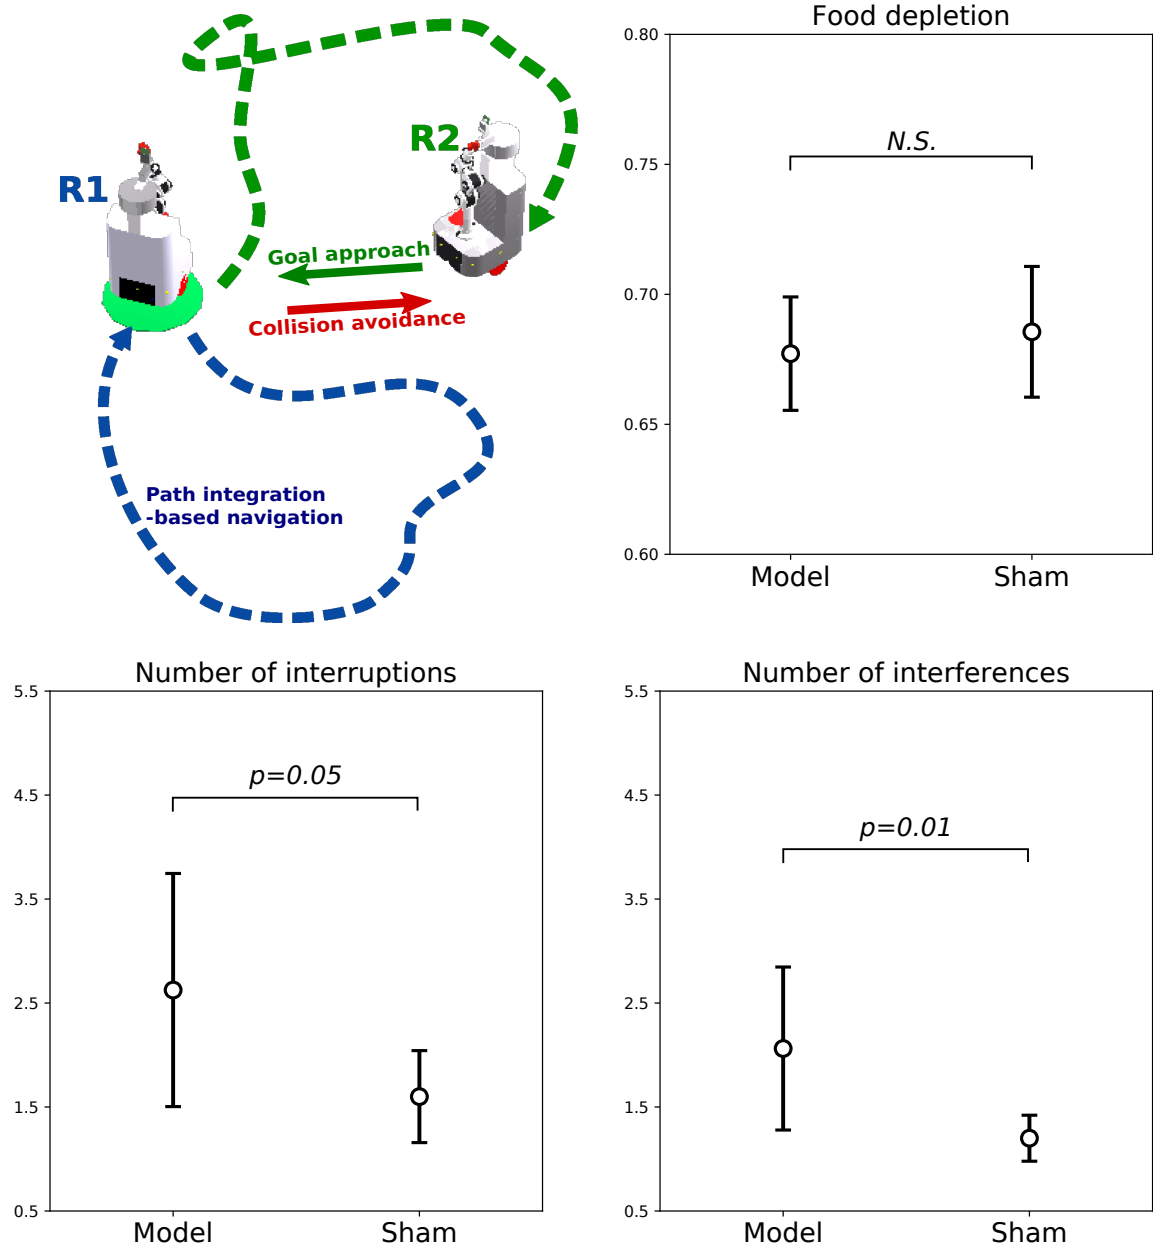 R1
R2
Goal approach
Collision avoidance
Path integration
-based navigation
Food depletion
0.80
0.75
0.70
0.65
0.60
N.S.
Model
Sham
Number of interruptions
5.5
4.5
3.5
2.5
1.5
0.5
p=0.05
Model
Sham
Number of interferences
5.5
4.5
3.5
2.5
1.5
0.5
p=0.01
Model
Sham